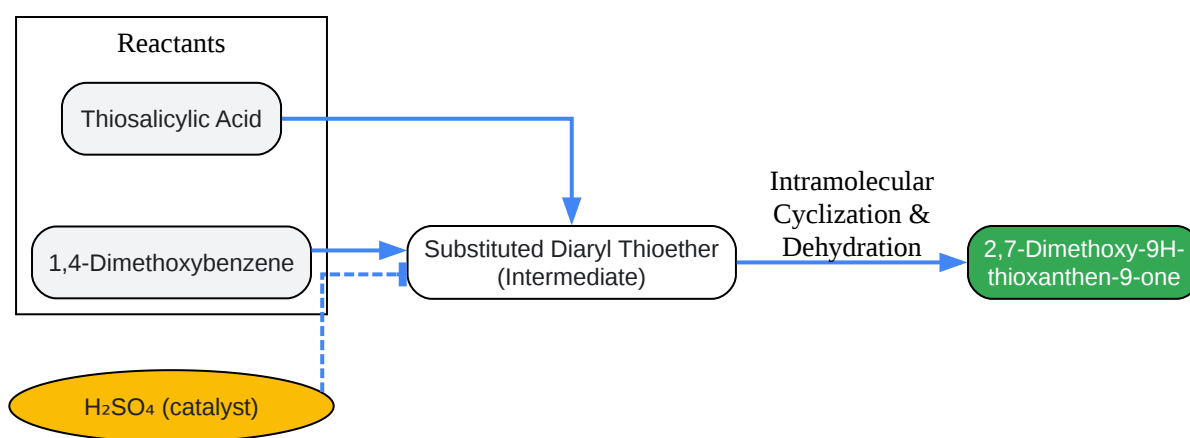 Reactants
Thiosalicylic Acid
1,4-Dimethoxybenzene
H₂SO₄ (catalyst)
Substituted Diaryl Thioether
(Intermediate)
Intramolecular
Cyclization &
Dehydration
2,7-Dimethoxy-9H-
thioxanthen-9-one